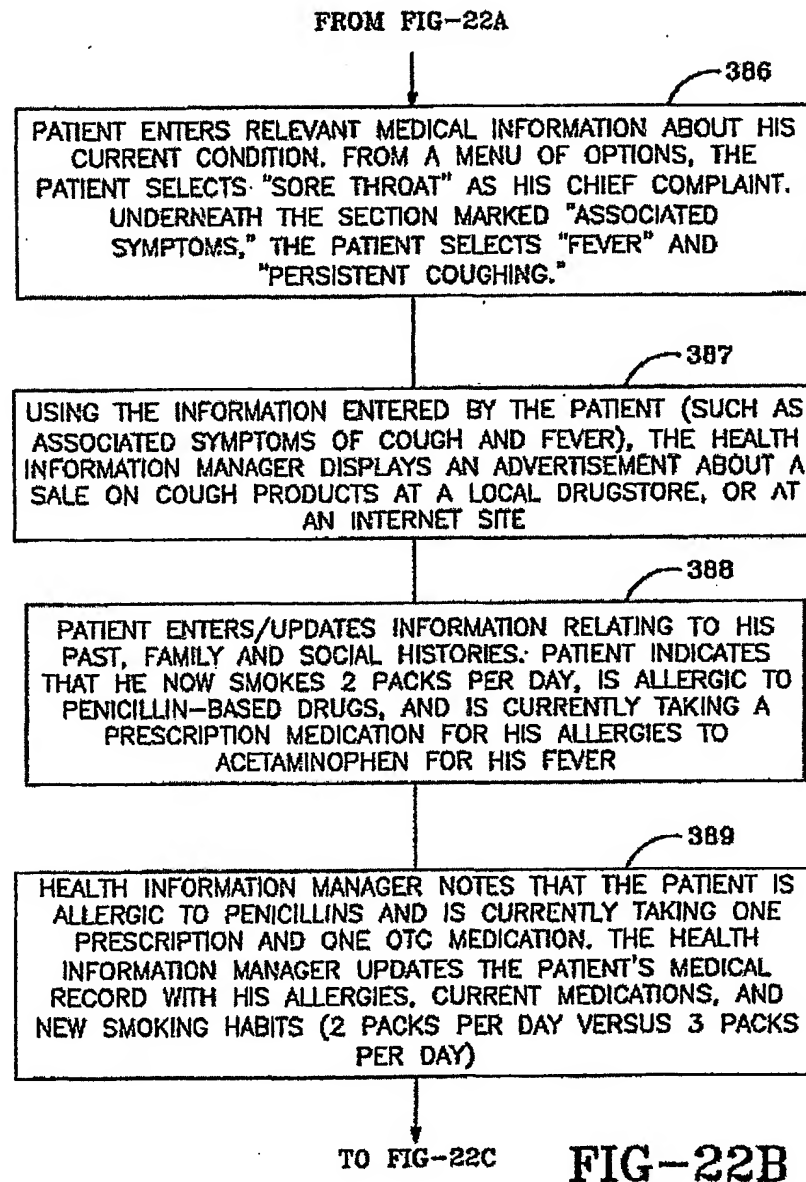 FROM FIG-22A
386
PATIENT ENTERS RELEVANT MEDICAL INFORMATION ABOUT HIS
CURRENT CONDITION. FROM A MENU OF OPTIONS, THE
PATIENT SELECTS "SORE THROAT" AS HIS CHIEF COMPLAINT.
UNDERNEATH THE SECTION MARKED "ASSOCIATED
SYMPTOMS," THE PATIENT SELECTS "FEVER" AND
"PERSISTENT COUGHING."
387
USING THE INFORMATION ENTERED BY THE PATIENT (SUCH AS
ASSOCIATED SYMPTOMS OF COUGH AND FEVER), THE HEALTH
INFORMATION MANAGER DISPLAYS AN ADVERTISEMENT ABOUT A
SALE ON COUGH PRODUCTS AT A LOCAL DRUGSTORE, OR AT
AN INTERNET SITE
388
PATIENT ENTERS/UPDATES INFORMATION RELATING TO HIS
PAST, FAMILY AND SOCIAL HISTORIES. PATIENT INDICATES
THAT HE NOW SMOKES 2 PACKS PER DAY, IS ALLERGIC TO
PENICILLIN-BASED DRUGS, AND IS CURRENTLY TAKING A
PRESCRIPTION MEDICATION FOR HIS ALLERGIES TO
ACETAMINOPHEN FOR HIS FEVER
389
HEALTH INFORMATION MANAGER NOTES THAT THE PATIENT IS
ALLERGIC TO PENICILLINS AND IS CURRENTLY TAKING ONE
PRESCRIPTION AND ONE OTC MEDICATION. THE HEALTH
INFORMATION MANAGER UPDATES THE PATIENT'S MEDICAL
RECORD WITH HIS ALLERGIES, CURRENT MEDICATIONS, AND
NEW SMOKING HABITS (2 PACKS PER DAY VERSUS 3 PACKS
PER DAY)
TO FIG-22C
FIG-22B